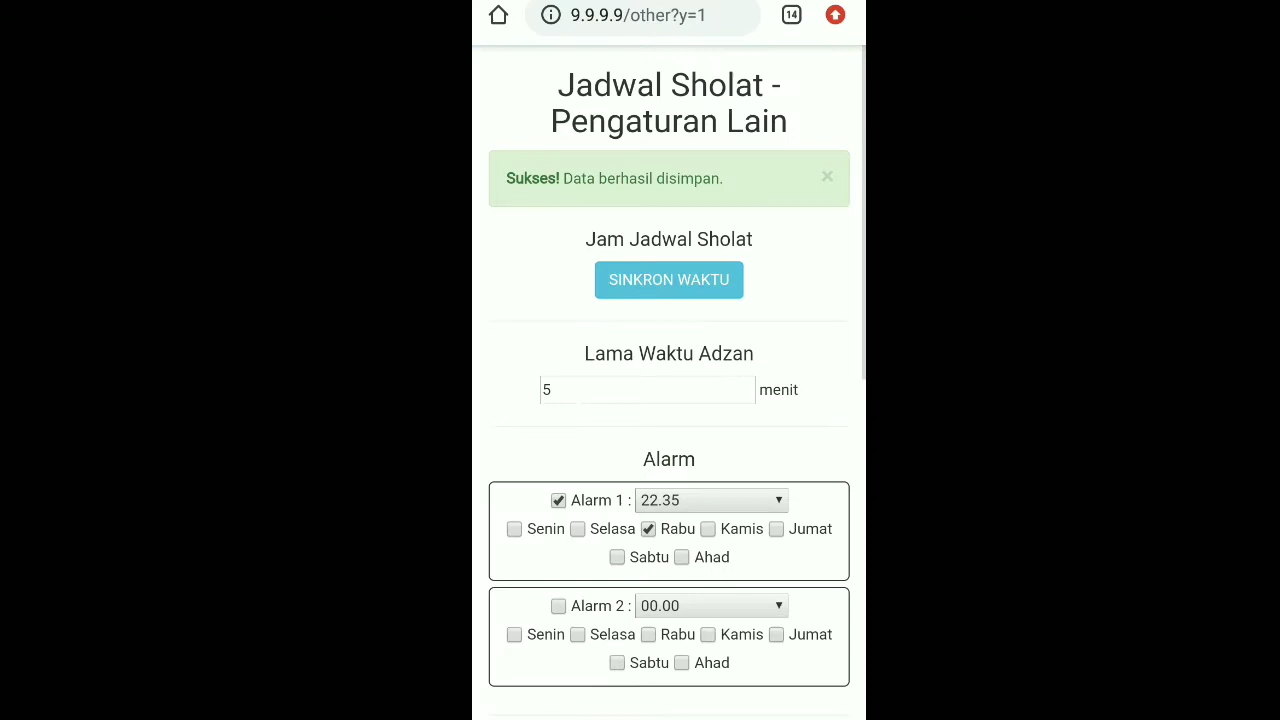 9.9.9.9/other?y=1
14
Jadwal Sholat -
Pengaturan Lain
Sukses! Data berhasil disimpan. ×
Jam Jadwal Sholat
SINKRON WAKTU
Lama Waktu Adzan
5 menit
Alarm
Alarm 1 : 22.35
Senin Selasa Rabu Kamis Jumat
Sabtu Ahad
Alarm 2 : 00.00
Senin Selasa Rabu Kamis Jumat
Sabtu Ahad